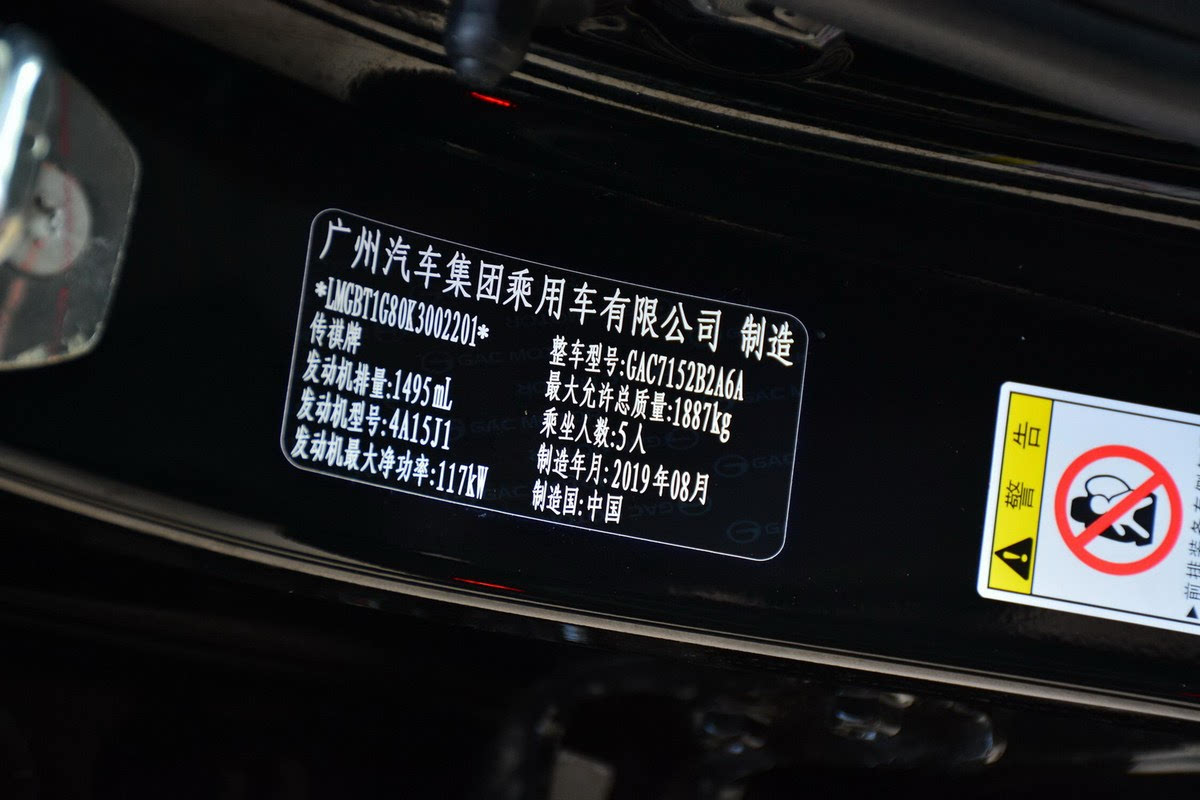 广州汽车集团乘用车有限公司 制造
*LMGBT1G80K3002201*
传祺牌
发动机排量:1495mL
发动机型号:4A15J1
发动机最大净功率:117kW
整车型号:GAC7152B2A6A
最大允许总质量:1887kg
乘坐人数:5人
制造年月:2019年08月
制造国:中国
警告